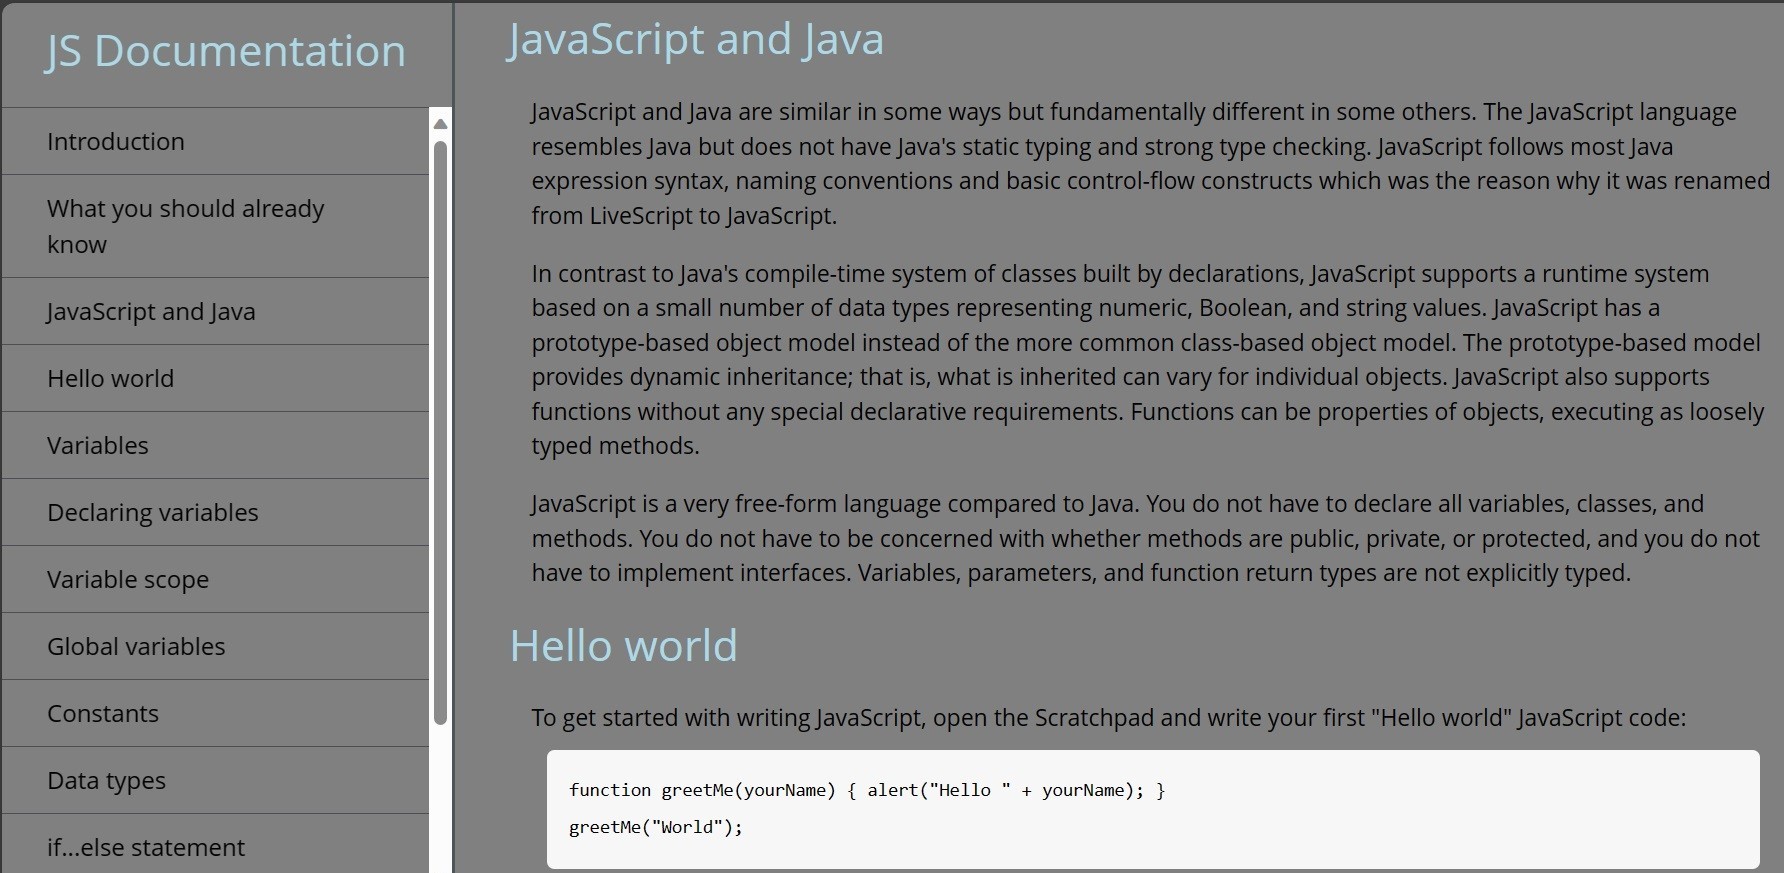 JS Documentation
Introduction
What you should already
know
JavaScript and Java
Hello world
Variables
Declaring variables
Variable scope
Global variables
Constants
Data types
if...else statement
JavaScript and Java
JavaScript and Java are similar in some ways but fundamentally different in some others. The JavaScript language
resembles Java but does not have Java's static typing and strong type checking. JavaScript follows most Java
expression syntax, naming conventions and basic control-flow constructs which was the reason why it was renamed
from LiveScript to JavaScript.
In contrast to Java's compile-time system of classes built by declarations, JavaScript supports a runtime system
based on a small number of data types representing numeric, Boolean, and string values. JavaScript has a
prototype-based object model instead of the more common class-based object model. The prototype-based model
provides dynamic inheritance; that is, what is inherited can vary for individual objects. JavaScript also supports
functions without any special declarative requirements. Functions can be properties of objects, executing as loosely
typed methods.
JavaScript is a very free-form language compared to Java. You do not have to declare all variables, classes, and
methods. You do not have to be concerned with whether methods are public, private, or protected, and you do not
have to implement interfaces. Variables, parameters, and function return types are not explicitly typed.
Hello world
To get started with writing JavaScript, open the Scratchpad and write your first "Hello world" JavaScript code:
function greetMe(yourName) { alert("Hello " + yourName); }
greetMe("World");